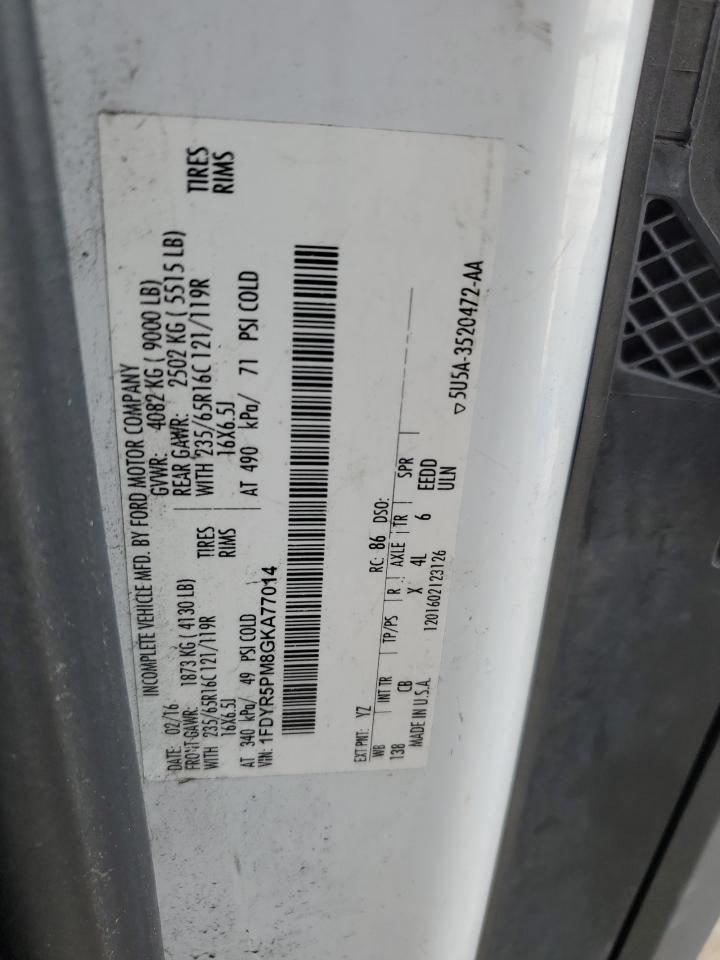 INCOMPLETE VEHICLE MFD. BY FORD MOTOR COMPANY
DATE: 02/16 GVWR: 4082 KG ( 9000 LB)
FRONT GAWR: 1873 KG ( 4130 LB) REAR GAWR: 2502 KG ( 5515 LB)
WITH 235/65R16C 121/119R TIRES WITH 235/65R16C 121/119R TIRES
16X6.5J RIMS 16X6.5J RIMS
AT 340 kPa/ 49 PSI COLD AT 490 kPa/ 71 PSI COLD
VIN: 1FDYR5PM8GKA77014
EXT PNT: YZ RC: 86 DSO:
WB INT TR TP/PS R AXLE TR SPR
138 CB X 4L 6 EEDD
MADE IN U.S.A. 1201602123126 ULN
▽5U5A-3520472-AA